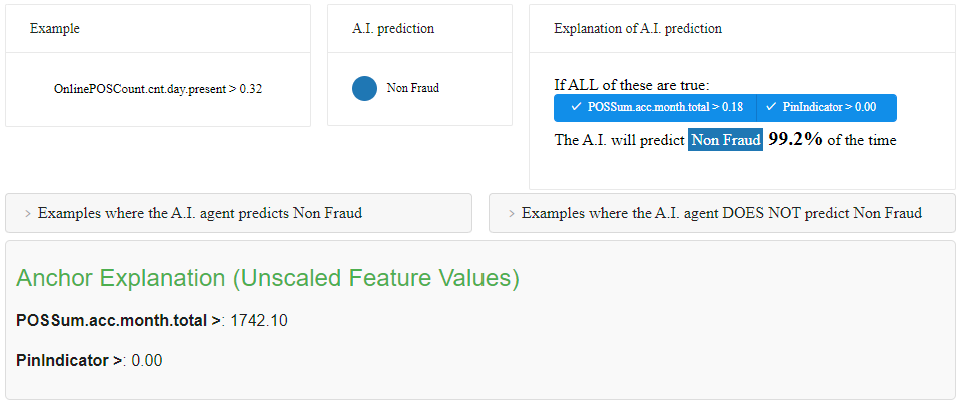 Example
A.I. prediction
Explanation of A.I. prediction
OnlinePOSCount.cnt.day.present > 0.32
Non Fraud
If ALL of these are true:
✓ POSSum.acc.month.total > 0.18 ✓ PinIndicator > 0.00
The A.I. will predict Non Fraud 99.2% of the time
> Examples where the A.I. agent predicts Non Fraud
> Examples where the A.I. agent DOES NOT predict Non Fraud
Anchor Explanation (Unscaled Feature Values)
POSSum.acc.month.total >: 1742.10
PinIndicator >: 0.00